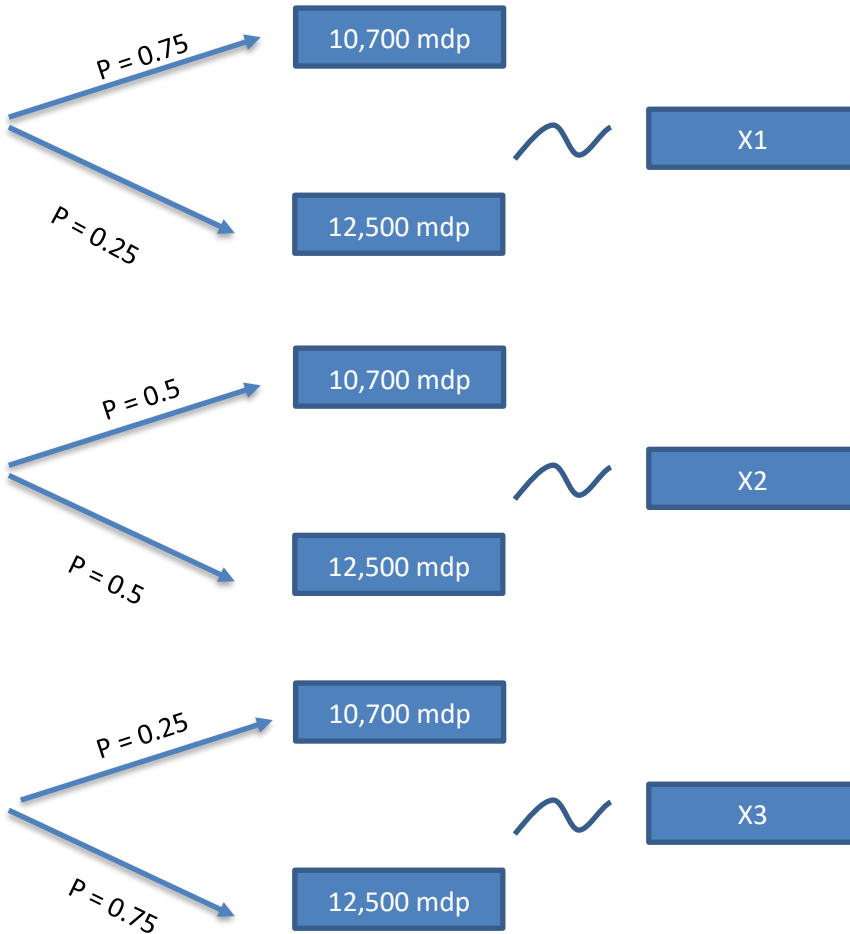 P = 0.75
10,700 mdp
X1
P = 0.25
12,500 mdp
P = 0.5
10,700 mdp
X2
P = 0.5
12,500 mdp
P = 0.25
10,700 mdp
X3
P = 0.75
12,500 mdp